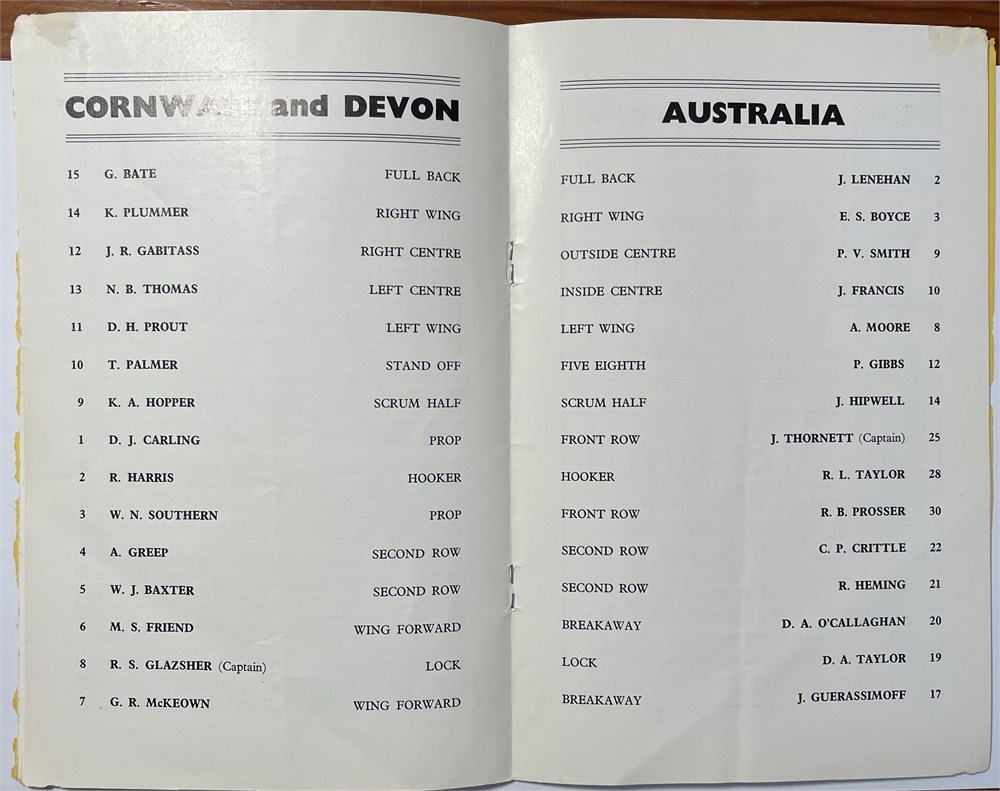 CORNWALL and DEVON
15 G. BATE FULL BACK
14 K. PLUMMER RIGHT WING
12 J. R. GABITASS RIGHT CENTRE
13 N. B. THOMAS LEFT CENTRE
11 D. H. PROUT LEFT WING
10 T. PALMER STAND OFF
9 K. A. HOPPER SCRUM HALF
1 D. J. CARLING PROP
2 R. HARRIS HOOKER
3 W. N. SOUTHERN PROP
4 A. GREEP SECOND ROW
5 W. J. BAXTER SECOND ROW
6 M. S. FRIEND WING FORWARD
8 R. S. GLAZSHER (Captain) LOCK
7 G. R. McKEOWN WING FORWARD
AUSTRALIA
FULL BACK J. LENEHAN 2
RIGHT WING E. S. BOYCE 3
OUTSIDE CENTRE P. V. SMITH 9
INSIDE CENTRE J. FRANCIS 10
LEFT WING A. MOORE 8
FIVE EIGHTH P. GIBBS 12
SCRUM HALF J. HIPWELL 14
FRONT ROW J. THORNETT (Captain) 25
HOOKER R. L. TAYLOR 28
FRONT ROW R. B. PROSSER 30
SECOND ROW C. P. CRITTLE 22
SECOND ROW R. HEMING 21
BREAKAWAY D. A. O'CALLAGHAN 20
LOCK D. A. TAYLOR 19
BREAKAWAY J. GUERASSIMOFF 17